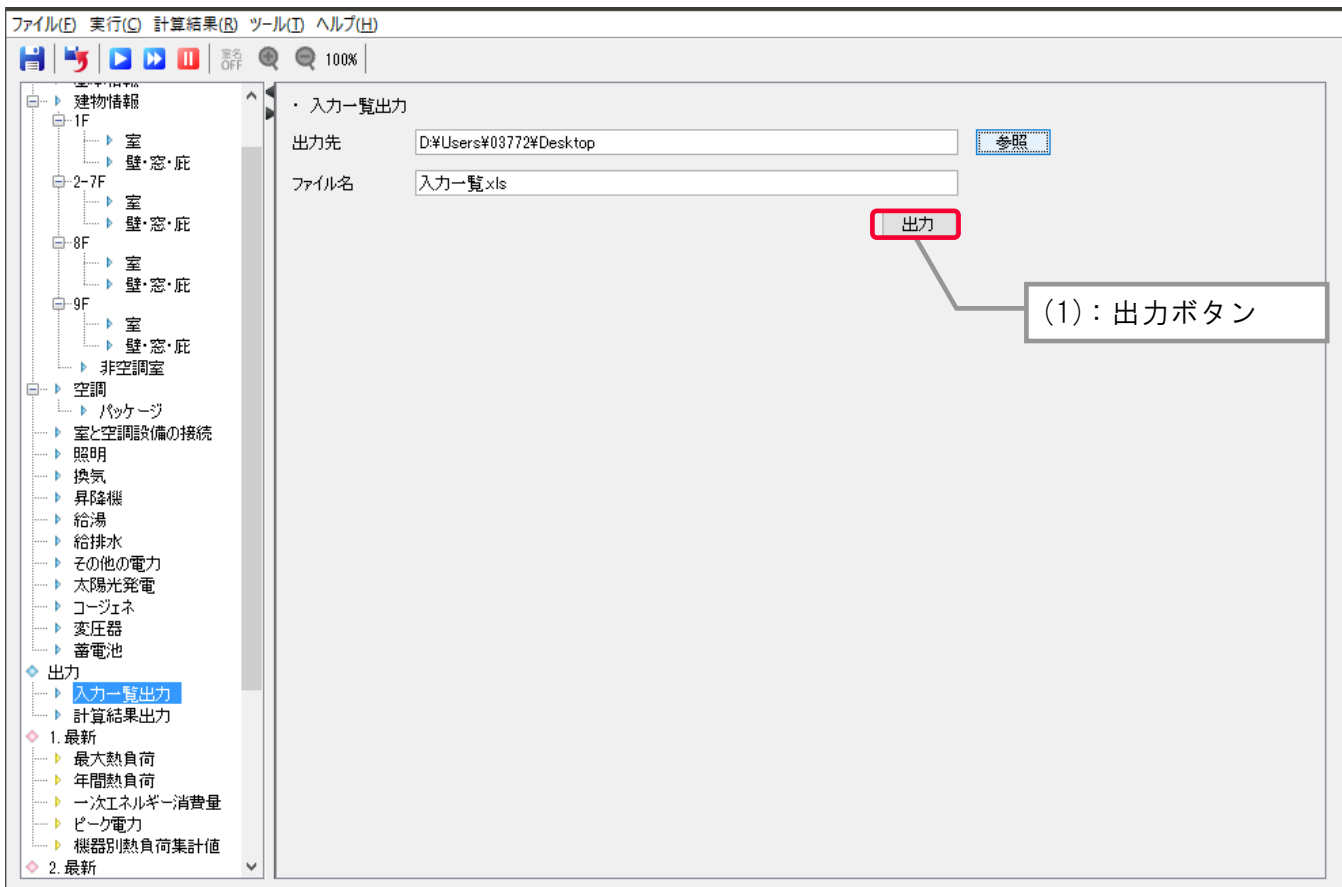 ファイル(F) 実行(C) 計算結果(R) ツール(T) ヘルプ(H)
室名
OFF
100%
建物情報
1F
室
壁・窓・庇
2-7F
室
壁・窓・庇
8F
室
壁・窓・庇
9F
室
壁・窓・庇
非空調室
空調
パッケージ
室と空調設備の接続
照明
換気
昇降機
給湯
給排水
その他の電力
太陽光発電
コージェネ
変圧器
蓄電池
出力
入力一覧出力
計算結果出力
1.最新
最大熱負荷
年間熱負荷
一次エネルギー消費量
ピーク電力
機器別熱負荷集計値
2.最新
・ 入力一覧出力
出力先 D:¥Users¥03772¥Desktop 参照
ファイル名 入力一覧.xls
出力
(1)：出力ボタン